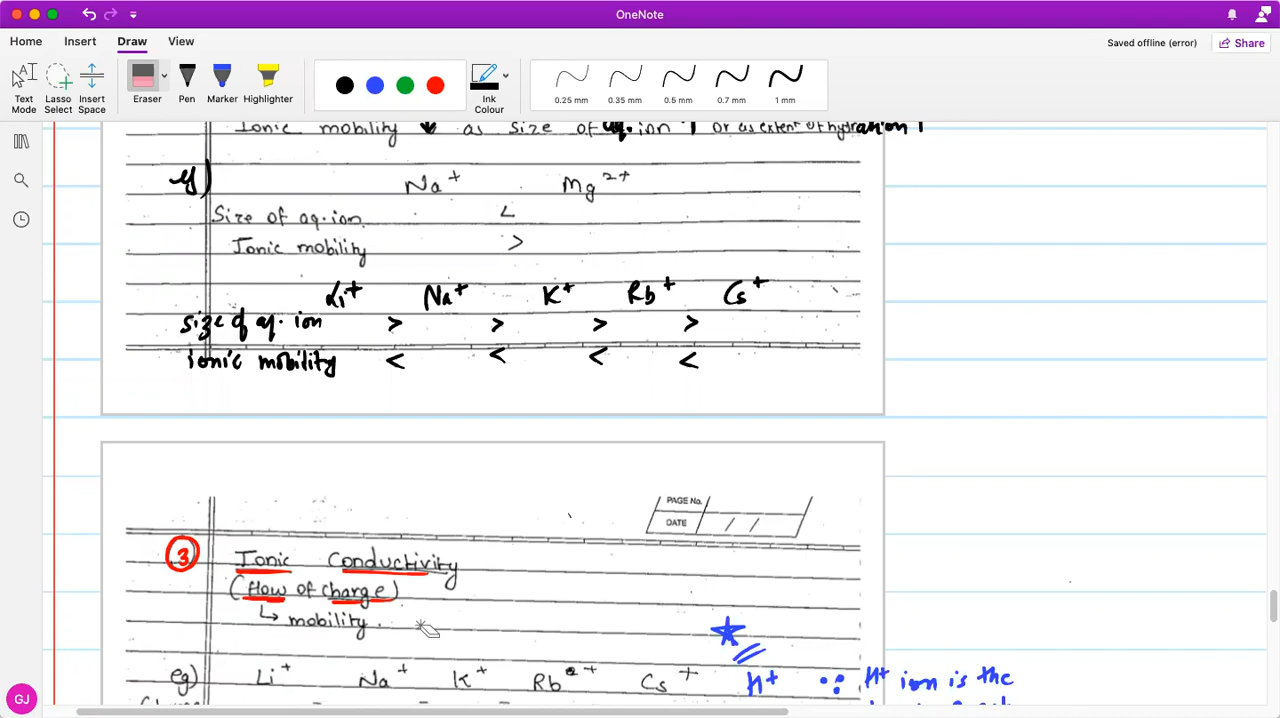 OneNote
Home Insert Draw View
Saved offline (error) Share
Text Mode Lasso Select Insert Space Eraser Pen Marker Highlighter Ink Colour 0.25 mm 0.35 mm 0.5 mm 0.7 mm 1 mm
Ionic mobility ↓ as size of aq. ion ↑ or as extent of hydration ↑
eg) Na⁺ Mg²⁺
Size of aq. ion <
Ionic mobility >
Li⁺ Na⁺ K⁺ Rb⁺ Cs⁺
size of aq. ion > > > >
ionic mobility < < < <
PAGE No.
DATE / /
③ Ionic Conductivity
(flow of charge)
↳ mobility.
eg) Li⁺ Na⁺ K⁺ Rb⁺ Cs⁺ H⁺ ∵ H⁺ ion is the
GJ